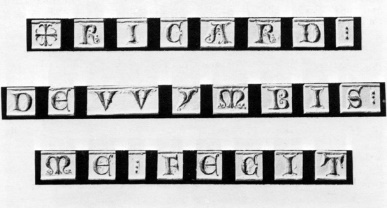 ✠ RICARD ⁝
DE VVYMBIS ⁝
ME ⁝ FECIT